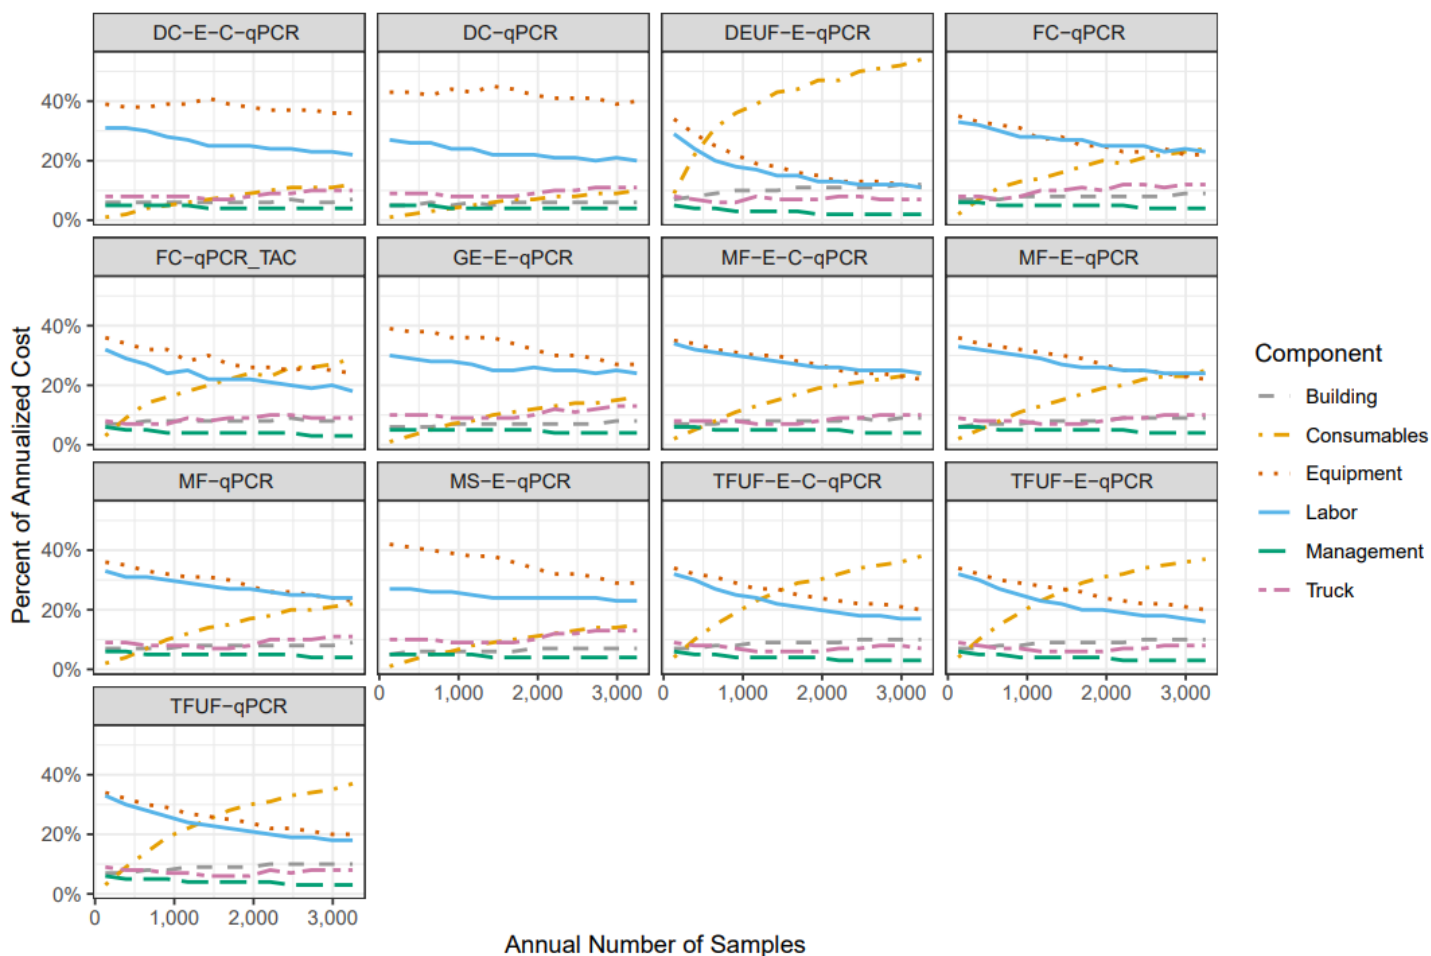 DC−E−C−qPCR
DC−qPCR
DEUF−E−qPCR
FC−qPCR
40%
20%
0%
FC−qPCR_TAC
GE−E−qPCR
MF−E−C−qPCR
MF−E−qPCR
40%
20%
0%
MF−qPCR
MS−E−qPCR
TFUF−E−C−qPCR
TFUF−E−qPCR
40%
20%
0%
0 1,000 2,000 3,000
0 1,000 2,000 3,000
0 1,000 2,000 3,000
TFUF−qPCR
40%
20%
0%
0 1,000 2,000 3,000
Percent of Annualized Cost
Annual Number of Samples
Component
Building
Consumables
Equipment
Labor
Management
Truck